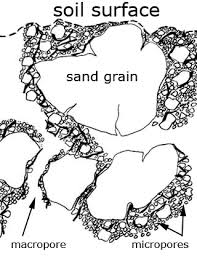 soil surface
sand grain
macropore
micropores